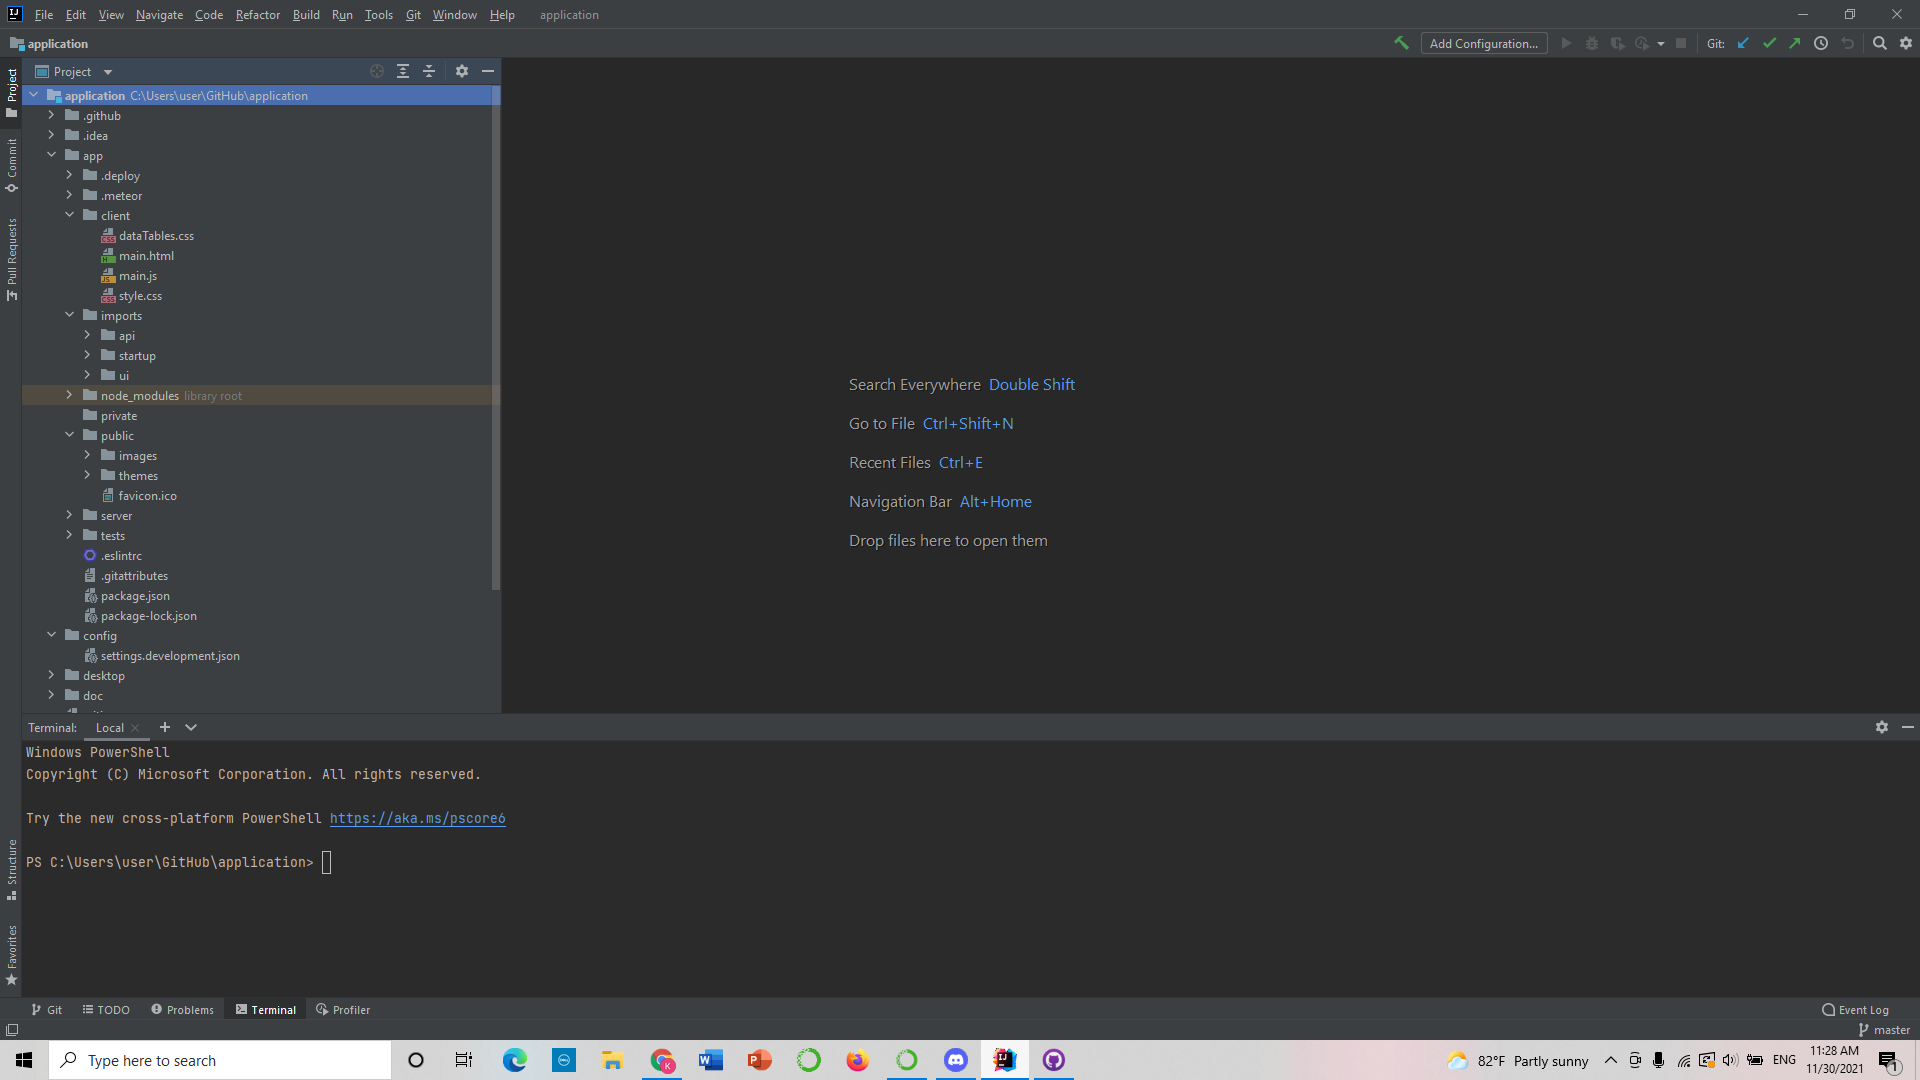 File Edit View Navigate Code Refactor Build Run Tools Git Window Help application
application
Add Configuration...
Git:
Project
application C:\Users\user\GitHub\application
.github
.idea
app
.deploy
.meteor
client
dataTables.css
main.html
main.js
style.css
imports
api
startup
ui
node_modules library root
private
public
images
themes
favicon.ico
server
tests
.eslintrc
.gitattributes
package.json
package-lock.json
config
settings.development.json
desktop
doc
Project
Commit
Pull Requests
Structure
Favorites
Search Everywhere Double Shift
Go to File Ctrl+Shift+N
Recent Files Ctrl+E
Navigation Bar Alt+Home
Drop files here to open them
Terminal: Local
Windows PowerShell
Copyright (C) Microsoft Corporation. All rights reserved.
Try the new cross-platform PowerShell https://aka.ms/pscore6
PS C:\Users\user\GitHub\application>
Git TODO Problems Terminal Profiler Event Log
master
Type here to search
82°F Partly sunny
ENG
11:28 AM
11/30/2021
1